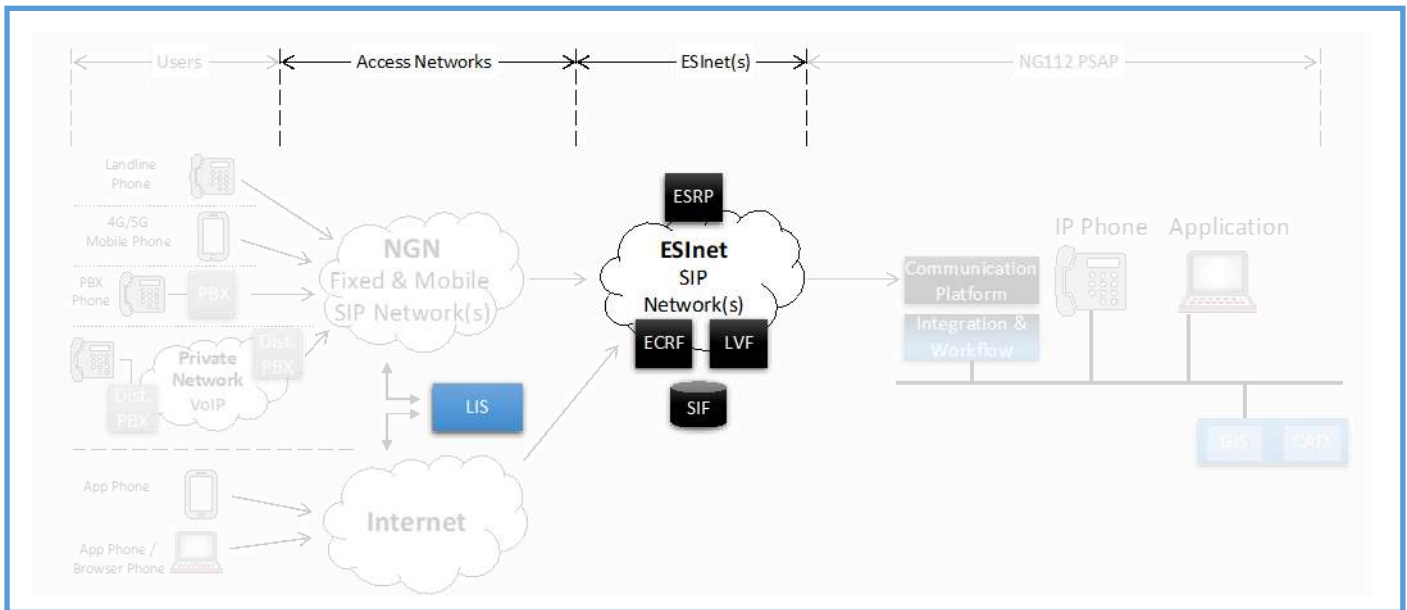 Users
Access Networks
ESInet(s)
NG112 PSAP
Landline
Phone
4G/5G
Mobile Phone
PBX
Phone
PBX
Private
Network
VoIP
Dist.
PBX
Dist.
PBX
App Phone
App Phone /
Browser Phone
NGN
Fixed & Mobile
SIP Network(s)
LIS
Internet
ESRP
ESInet
SIP
Network(s)
ECRF
LVF
SIF
Communication
Platform
Integration &
Workflow
IP Phone
Application
GIS
CAD